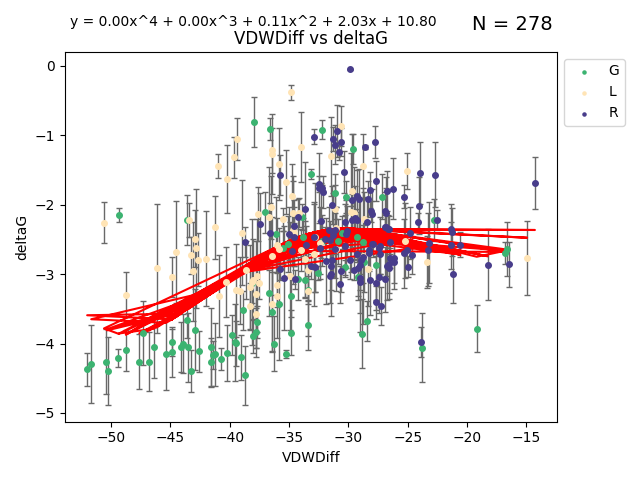 y = 0.00x^4 + 0.00x^3 + 0.11x^2 + 2.03x + 10.80
N = 278
VDWDiff vs deltaG
G
L
R
deltaG
0
−1
−2
−3
−4
−5
−50
−45
−40
−35
−30
−25
−20
−15
VDWDiff